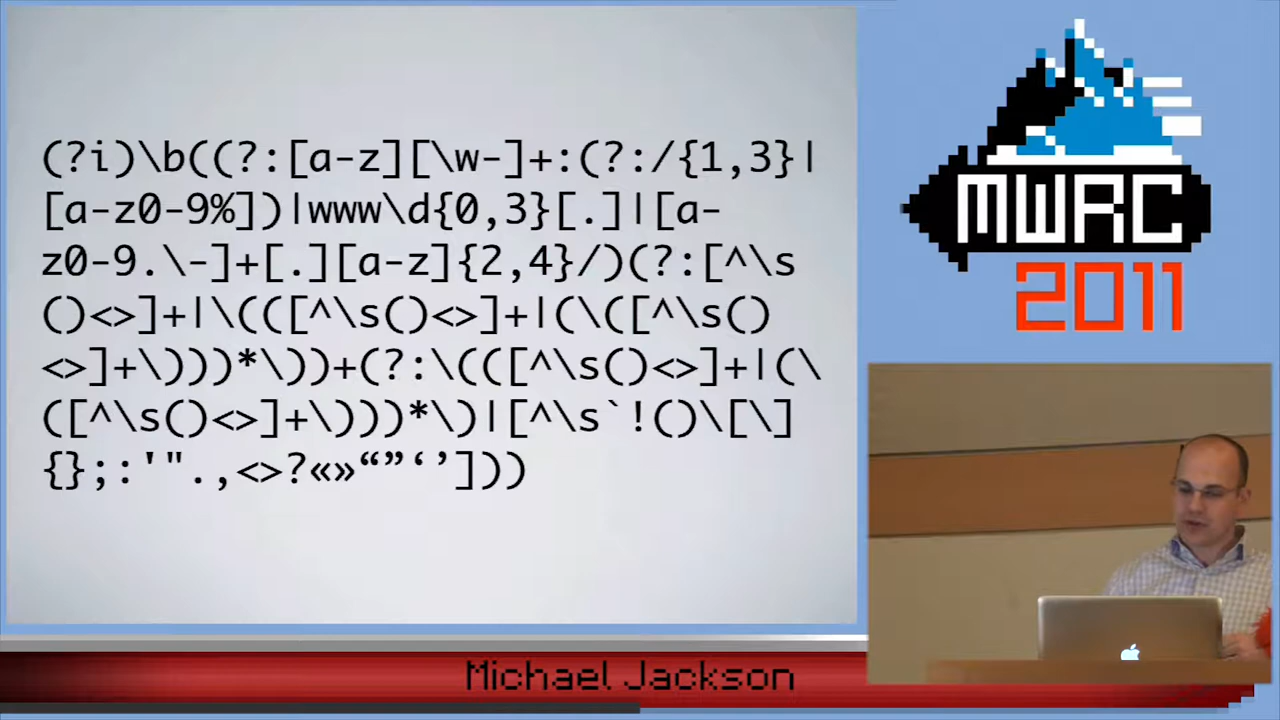 (?i)\b((?:[a-z][\w-]+:(?:/{1,3}|
[a-z0-9%])|www\d{0,3}[.]|[a-
z0-9.\-]+[.][a-z]{2,4}/)(?:[^\s
()<>]+|\(([^\s()<>]+|(\([^\s()
<>]+\)))*\))+(?:\(([^\s()<>]+|(\
([^\s()<>]+\)))*\)|[^\s`!()\[\]
{};:'".,<>?«»“”‘’]))
MWRC
2011
Michael Jackson